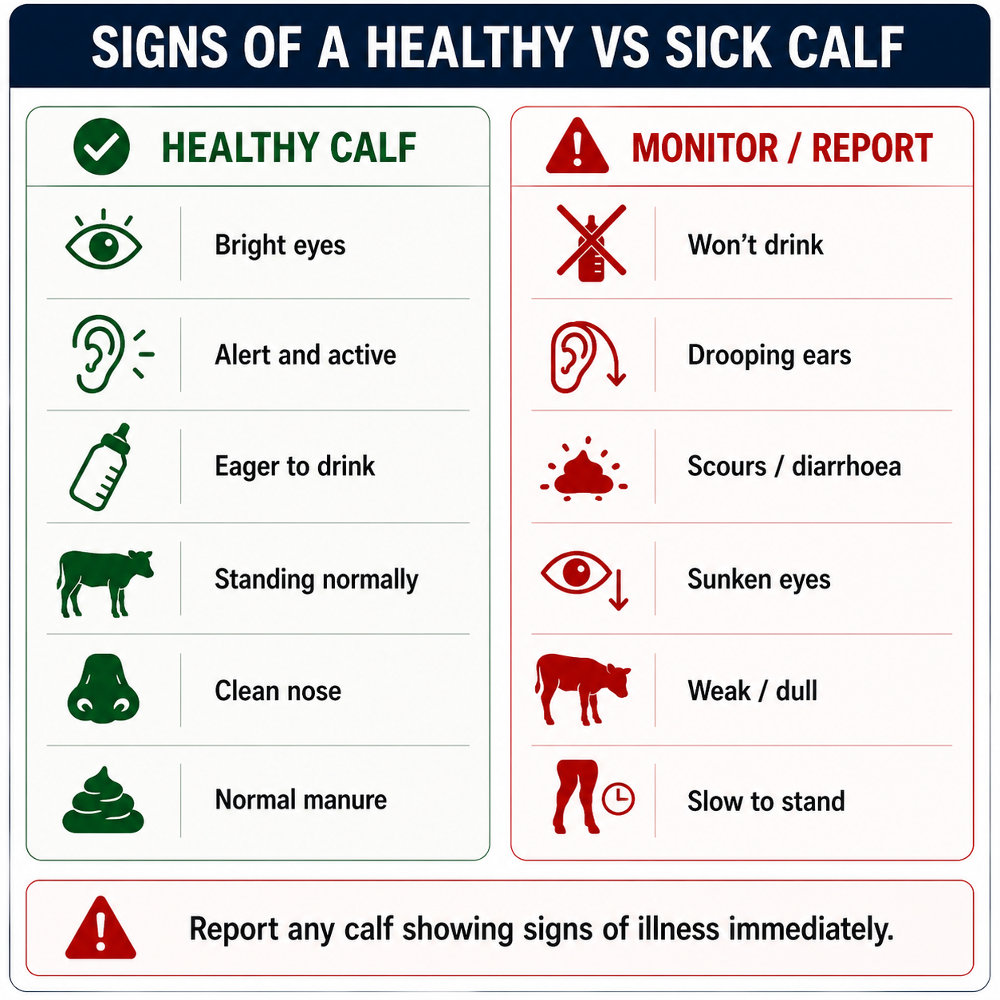 SIGNS OF A HEALTHY VS SICK CALF
HEALTHY CALF
Bright eyes
Alert and active
Eager to drink
Standing normally
Clean nose
Normal manure
MONITOR / REPORT
Won’t drink
Drooping ears
Scours / diarrhoea
Sunken eyes
Weak / dull
Slow to stand
Report any calf showing signs of illness immediately.